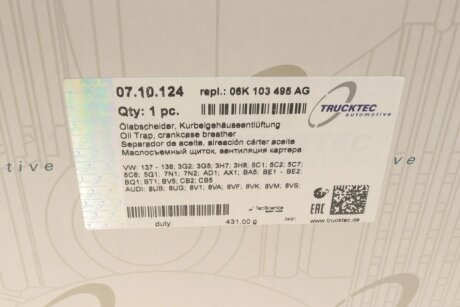 07.10.124 repl.: 06K 103 495 AG
Qty: 1 pc.
TRUCKTEC
automotive
Ölabscheider, Kurbelgehäuseentlüftung
Oil Trap, crankcase breather
Separador de aceite, aireación cárter aceite
Маслосъемный щиток, вентиляция картера
VW: 137 - 138; 3G2; 3G5; 3H7; 3H8; 5C1; 5C2; 5C7;
5C8; 5G1; 7N1; 7N2; AD1; AX1; BA5; BE1 - BE2;
BQ1; BT1; BV5; CB2; CB5
AUDI: 8UB; 8UG; 8V1; 8VA; 8VF; 8VK; 8VM; 8VS;
TecAlliance
EAC
duty: 431,00 g
www.trucktec.de
tive